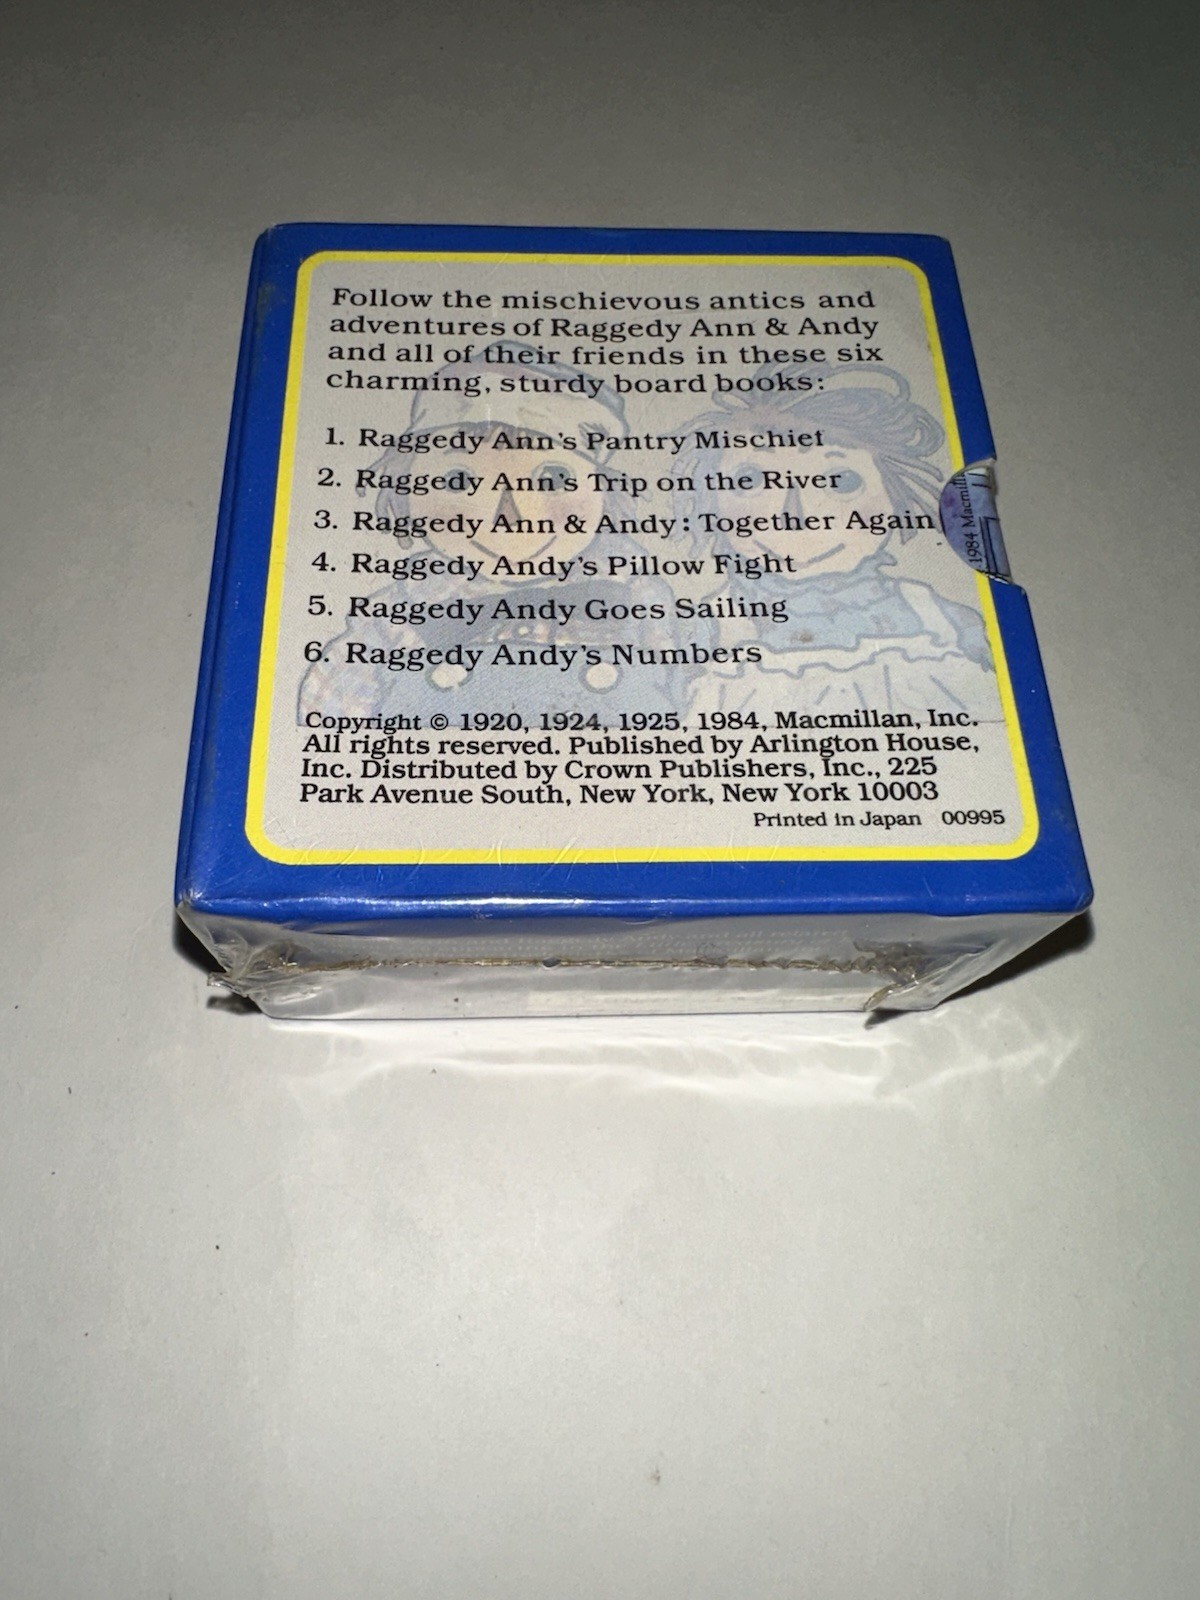 Follow the mischievous antics and
adventures of Raggedy Ann & Andy
and all of their friends in these six
charming, sturdy board books:
1. Raggedy Ann's Pantry Mischief
2. Raggedy Ann's Trip on the River
3. Raggedy Ann & Andy: Together Again
4. Raggedy Andy's Pillow Fight
5. Raggedy Andy Goes Sailing
6. Raggedy Andy's Numbers
Copyright © 1920, 1924, 1925, 1984, Macmillan, Inc.
All rights reserved. Published by Arlington House,
Inc. Distributed by Crown Publishers, Inc., 225
Park Avenue South, New York, New York 10003
Printed in Japan 00995
1984 Macmill